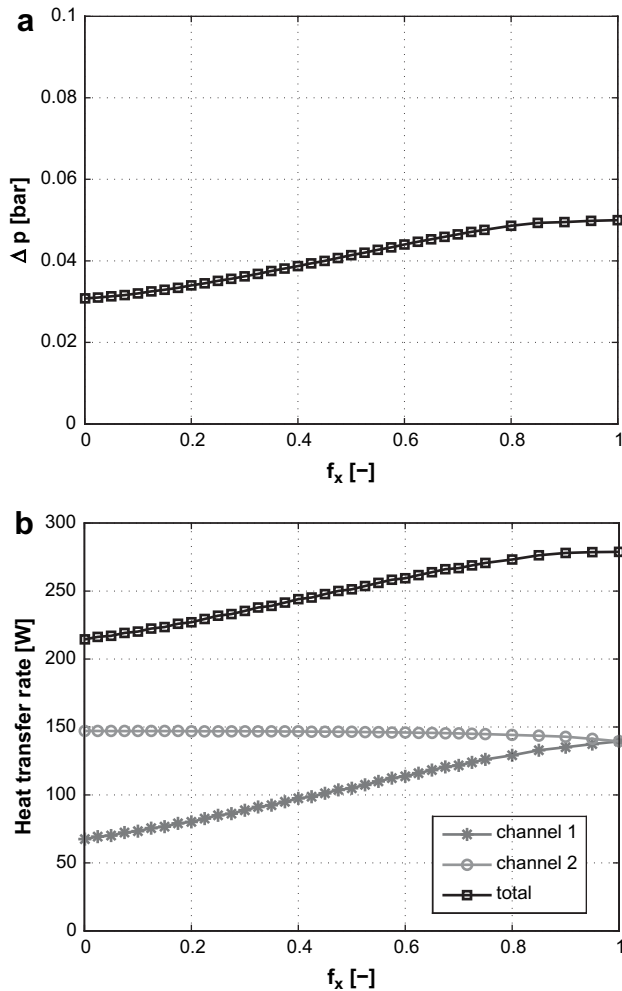 a
0.1
0.08
0.06
0.04
0.02
0
Δ p [bar]
0 0.2 0.4 0.6 0.8 1
f_x [−]
b
300
250
200
150
100
50
0
Heat transfer rate [W]
channel 1
channel 2
total
0 0.2 0.4 0.6 0.8 1
f_x [−]